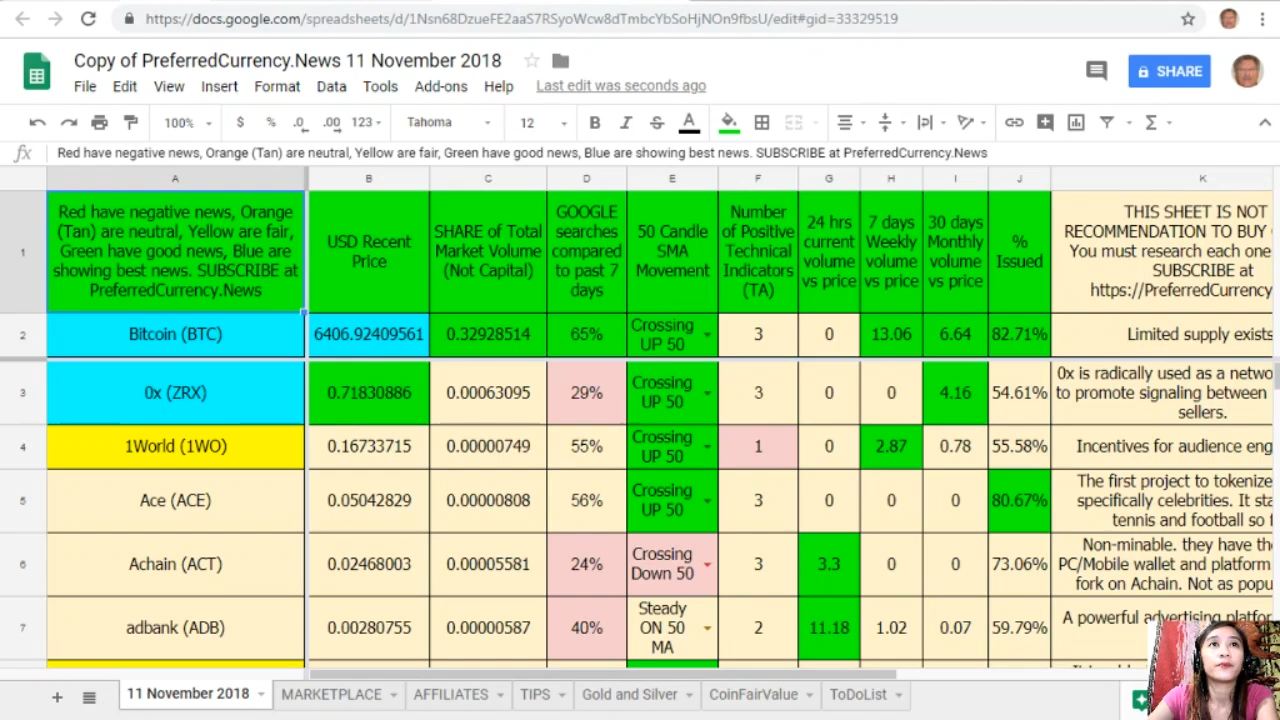 https://docs.google.com/spreadsheets/d/1Nsn68DzueFE2aaS7RSyoWcw8dTmbcYbSoHjNOn9fbsU/edit#gid=33329519
Copy of PreferredCurrency.News 11 November 2018
SHARE
File Edit View Insert Format Data Tools Add-ons Help Last edit was seconds ago
100% $ % .0 .00 123 Tahoma 12 B I S A
fx Red have negative news, Orange (Tan) are neutral, Yellow are fair, Green have good news, Blue are showing best news. SUBSCRIBE at PreferredCurrency.News
A B C D E F G H I J K
1
Red have negative news, Orange
(Tan) are neutral, Yellow are fair,
Green have good news, Blue are
showing best news. SUBSCRIBE at
PreferredCurrency.News
USD Recent
Price
SHARE of Total
Market Volume
(Not Capital)
GOOGLE
searches
compared
to past 7
days
50 Candle
SMA
Movement
Number
of Positive
Technical
Indicators
(TA)
24 hrs
current
volume
vs price
7 days
Weekly
volume
vs price
30 days
Monthly
volume
vs price
%
Issued
THIS SHEET IS NOT
RECOMMENDATION TO BUY
You must research each one
SUBSCRIBE at
https://PreferredCurrency
2 Bitcoin (BTC) 6406.92409561 0.32928514 65% Crossing UP 50 3 0 13.06 6.64 82.71% Limited supply exists
3 0x (ZRX) 0.71830886 0.00063095 29% Crossing UP 50 3 0 0 4.16 54.61%
0x is radically used as a netwo
to promote signaling between
sellers.
4 1World (1WO) 0.16733715 0.00000749 55% Crossing UP 50 1 0 2.87 0.78 55.58% Incentives for audience eng
5 Ace (ACE) 0.05042829 0.00000808 56% Crossing UP 50 3 0 0 0 80.67%
The first project to tokenize
specifically celebrities. It sta
tennis and football so f
6 Achain (ACT) 0.02468003 0.00005581 24% Crossing Down 50 3 3.3 0 0 73.06%
Non-minable. they have the
PC/Mobile wallet and platform
fork on Achain. Not as popu
7 adbank (ADB) 0.00280755 0.00000587 40% Steady ON 50 MA 2 11.18 1.02 0.07 59.79%
A powerful advertising platfor
11 November 2018 MARKETPLACE AFFILIATES TIPS Gold and Silver CoinFairValue ToDoList